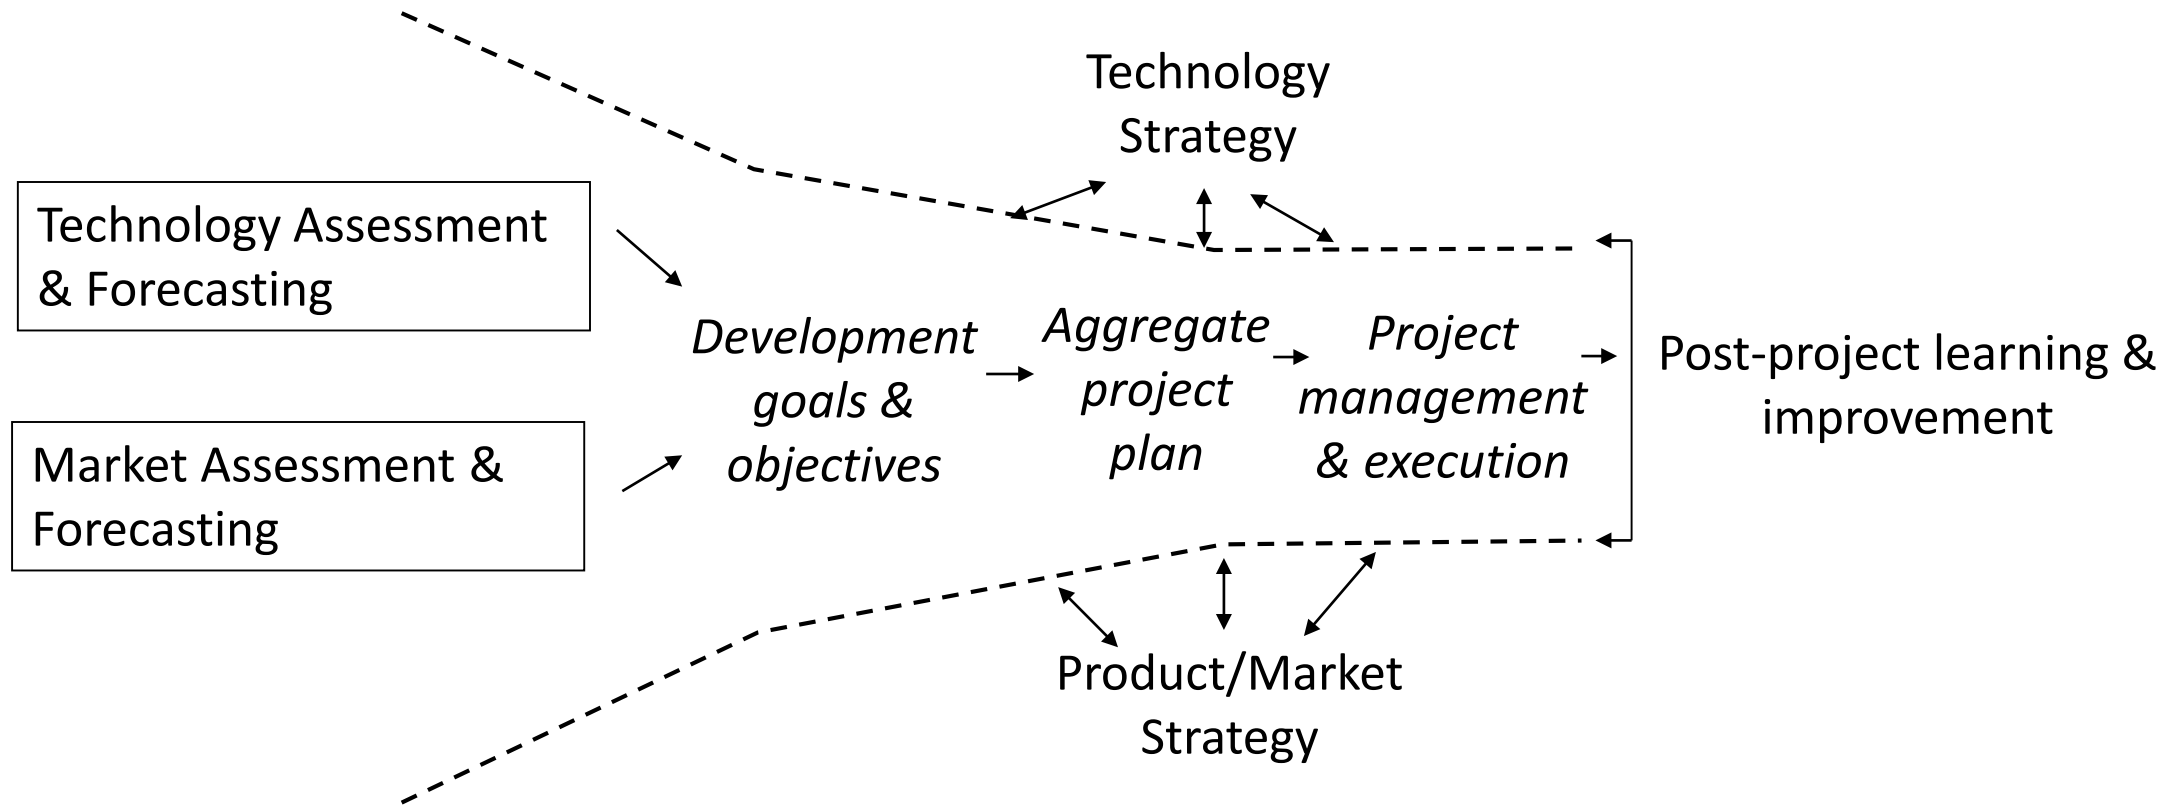 Technology
Strategy
Technology Assessment
& Forecasting
Market Assessment &
Forecasting
Development
goals &
objectives
Aggregate
project
plan
Project
management
& execution
Post-project learning &
improvement
Product/Market
Strategy